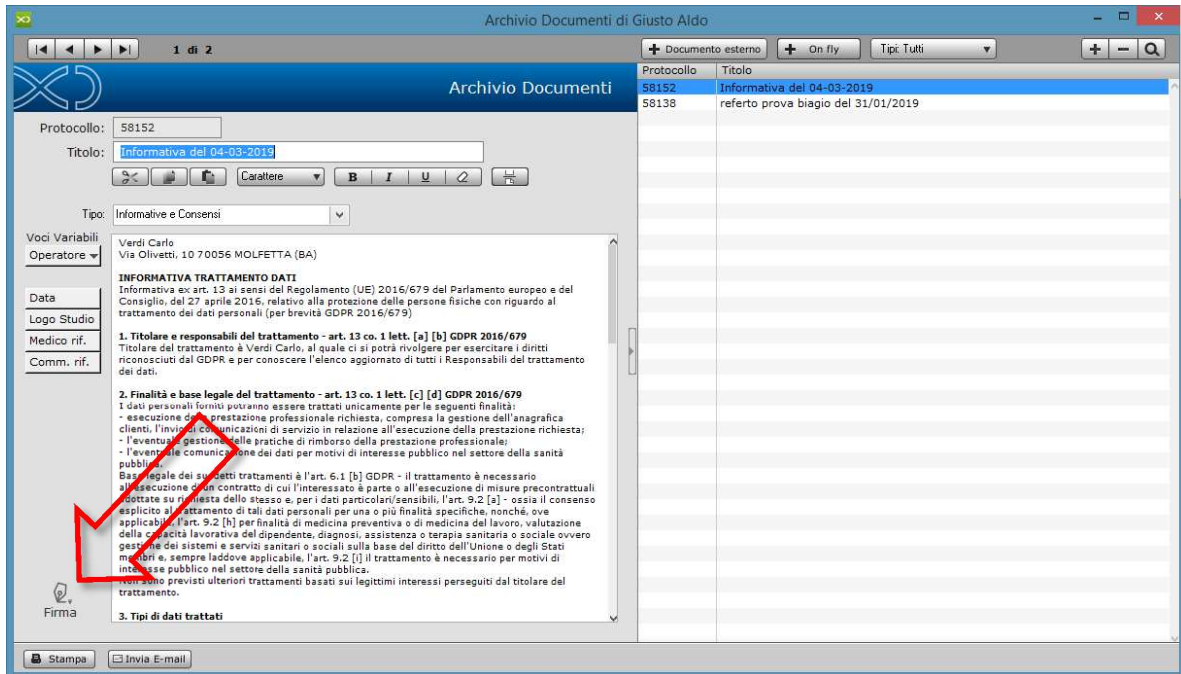 Archivio Documenti di Giusto Aldo
1 di 2
Documento esterno
On fly
Tipi: Tutti
Archivio Documenti
Protocollo: 58152
Titolo: Informativa del 04-03-2019
Carattere
B I U
Tipo: Informative e Consensi
Voci Variabili
Operatore
Data
Logo Studio
Medico rif.
Comm. rif.
Verdi Carlo
Via Olivetti, 10 70056 MOLFETTA (BA)
INFORMATIVA TRATTAMENTO DATI
Informativa ex art. 13 ai sensi del Regolamento (UE) 2016/679 del Parlamento europeo e del
Consiglio, del 27 aprile 2016, relativo alla protezione delle persone fisiche con riguardo al
trattamento dei dati personali (per brevità GDPR 2016/679)
1. Titolare e responsabili del trattamento - art. 13 co. 1 lett. [a] [b] GDPR 2016/679
Titolare del trattamento è Verdi Carlo, al quale ci si potrà rivolgere per esercitare i diritti
riconosciuti dal GDPR e per conoscere l'elenco aggiornato di tutti i Responsabili del trattamento
dei dati.
2. Finalità e base legale del trattamento - art. 13 co. 1 lett. [c] [d] GDPR 2016/679
I dati personali forniti potranno essere trattati unicamente per le seguenti finalità:
- esecuzione della prestazione professionale richiesta, compresa la gestione dell'anagrafica
clienti, l'invio di comunicazioni di servizio in relazione all'esecuzione della prestazione richiesta;
- l'eventuale gestione delle pratiche di rimborso della prestazione professionale;
- l'eventuale comunicazione dei dati per motivi di interesse pubblico nel settore della sanità
pubblica.
Base legale dei suddetti trattamenti è l'art. 6.1 [b] GDPR - il trattamento è necessario
all'esecuzione di un contratto di cui l'interessato è parte o all'esecuzione di misure precontrattuali
adottate su richiesta dello stesso e, per i dati particolari/sensibili, l'art. 9.2 [a] - ossia il consenso
esplicito al trattamento di tali dati personali per una o più finalità specifiche, nonché, ove
applicabile, l'art. 9.2 [h] per finalità di medicina preventiva o di medicina del lavoro, valutazione
della capacità lavorativa del dipendente, diagnosi, assistenza o terapia sanitaria o sociale ovvero
gestione dei sistemi e servizi sanitari o sociali sulla base del diritto dell'Unione o degli Stati
membri e, sempre laddove applicabile, l'art. 9.2 [i] il trattamento è necessario per motivi di
interesse pubblico nel settore della sanità pubblica.
Non sono previsti ulteriori trattamenti basati sui legittimi interessi perseguiti dal titolare del
trattamento.
3. Tipi di dati trattati
Firma
Stampa
Invia E-mail
Protocollo Titolo
58152 Informativa del 04-03-2019
58138 referto prova biagio del 31/01/2019